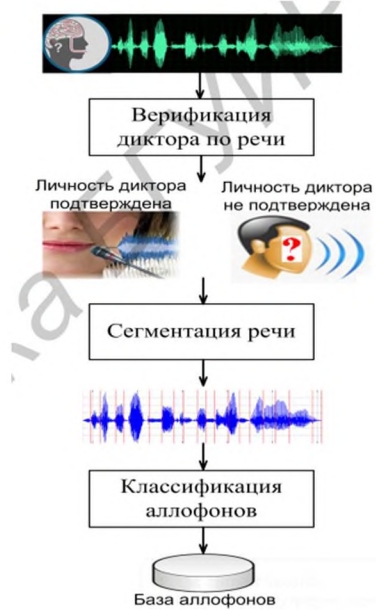 Верификация
диктора по речи
Личность диктора
подтверждена
Личность диктора
не подтверждена
?
Сегментация речи
Классификация
аллофонов
База аллофонов